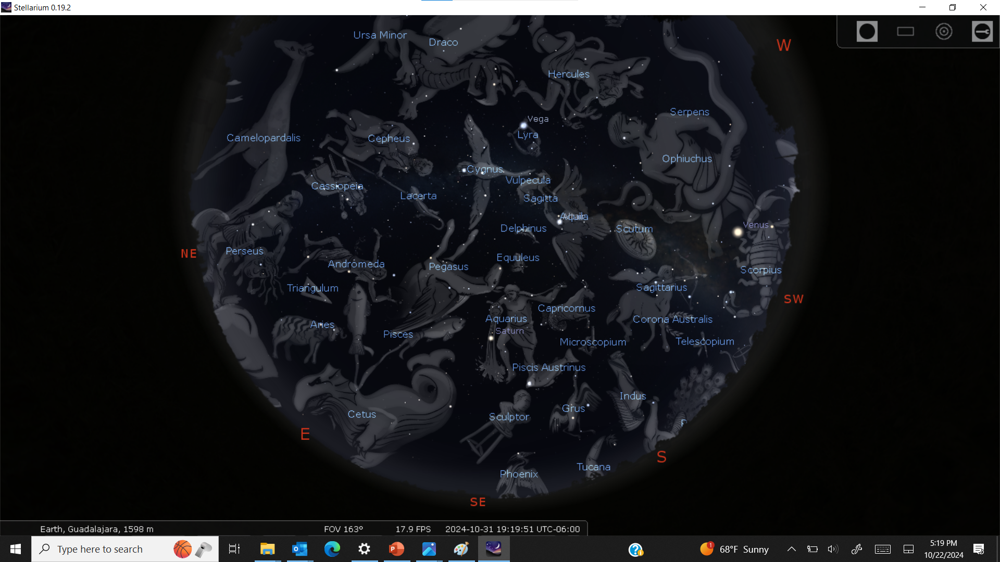 Stellarium 0.19.2
Ursa Minor
Draco
W
Hercules
Serpens
Vega
Lyra
Camelopardalis
Cepheus
Ophiuchus
Cygnus
Vulpecula
Cassiopeia
Lacerta
Sagitta
Altair
Aquila
Delphinus
Scutum
Venus
NE
Perseus
Andromeda
Pegasus
Equuleus
Scorpius
Triangulum
Sagittarius
SW
Aries
Pisces
Aquarius
Saturn
Capricornus
Corona Australis
Microscopium
Telescopium
Piscis Austrinus
Indus
Cetus
Sculptor
Grus
P
E
S
Phoenix
Tucana
SE
Earth, Guadalajara, 1598 m FOV 163° 17.9 FPS 2024-10-31 19:19:51 UTC-06:00
Type here to search
1
68°F Sunny
5:19 PM
10/22/2024